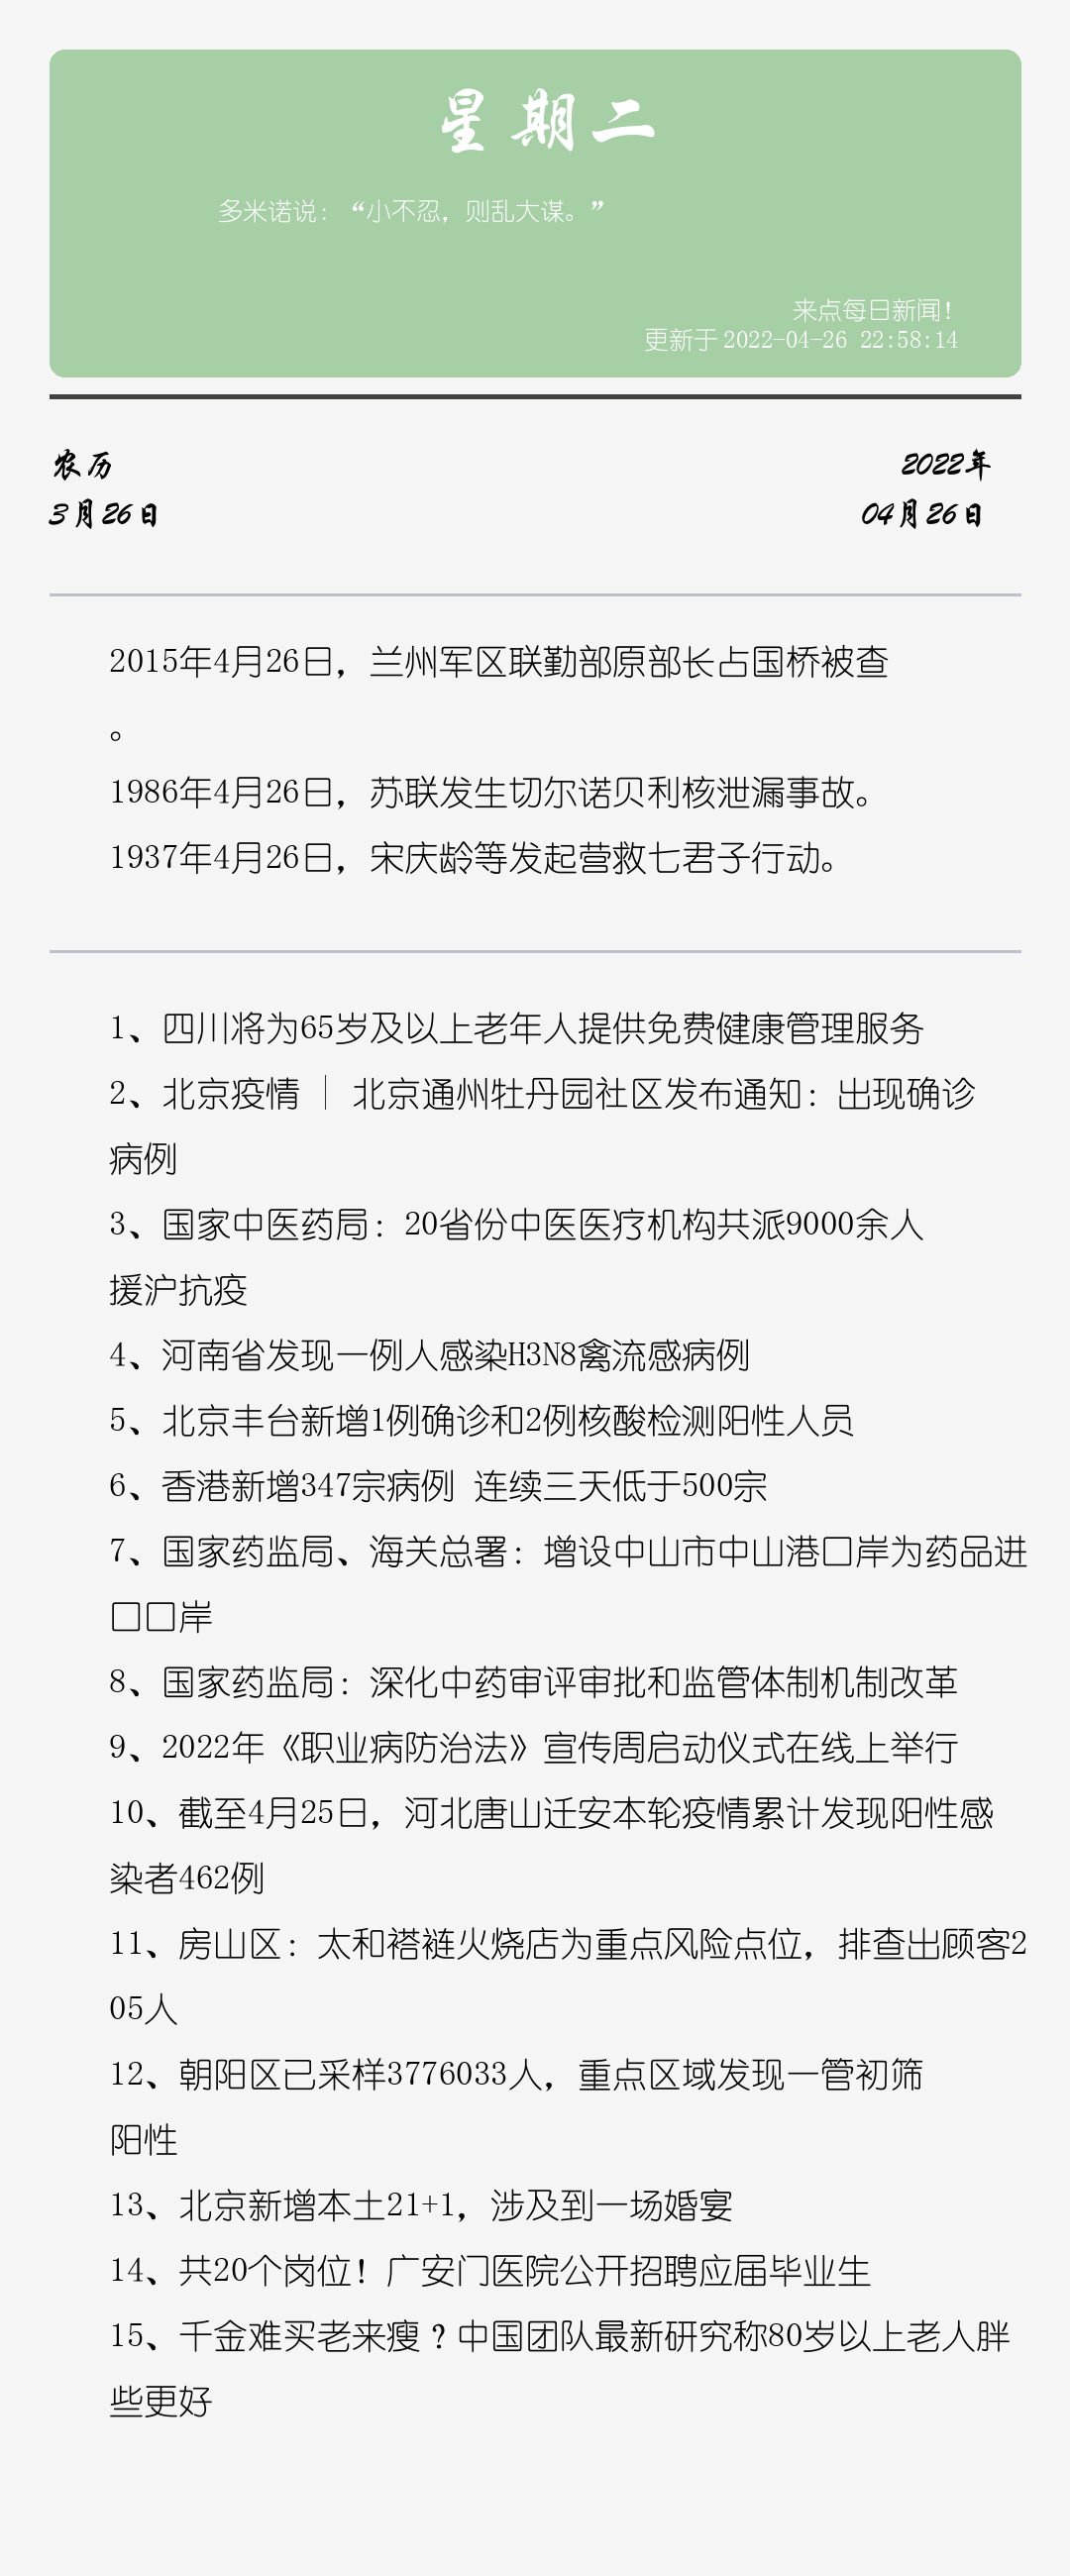 星期二
多米诺说：“小不忍，则乱大谋。”
来点每日新闻！
更新于 2022-04-26 22:58:14
农历
2022年
3月26日
04月26日
2015年4月26日，兰州军区联勤部原部长占国桥被查
。
1986年4月26日，苏联发生切尔诺贝利核泄漏事故。
1937年4月26日，宋庆龄等发起营救七君子行动。
1、四川将为65岁及以上老年人提供免费健康管理服务
2、北京疫情 | 北京通州牡丹园社区发布通知：出现确诊
病例
3、国家中医药局：20省份中医医疗机构共派9000余人
援沪抗疫
4、河南省发现一例人感染H3N8禽流感病例
5、北京丰台新增1例确诊和2例核酸检测阳性人员
6、香港新增347宗病例 连续三天低于500宗
7、国家药监局、海关总署：增设中山市中山港口岸为药品进
口口岸
8、国家药监局：深化中药审评审批和监管体制机制改革
9、2022年《职业病防治法》宣传周启动仪式在线上举行
10、截至4月25日，河北唐山迁安本轮疫情累计发现阳性感
染者462例
11、房山区：太和褡裢火烧店为重点风险点位，排查出顾客2
05人
12、朝阳区已采样3776033人，重点区域发现一管初筛
阳性
13、北京新增本土21+1，涉及到一场婚宴
14、共20个岗位！广安门医院公开招聘应届毕业生
15、千金难买老来瘦？中国团队最新研究称80岁以上老人胖
些更好